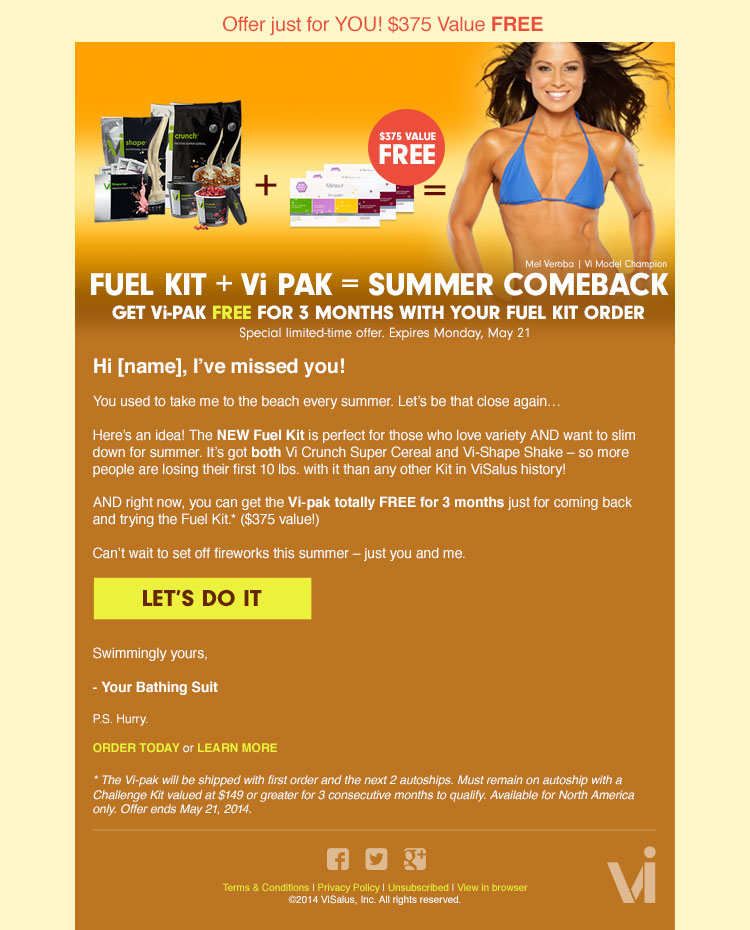 Offer just for YOU! $375 Value FREE
Vi shape
crunch
$375 VALUE
FREE
+
=
Mel Veroba | Vi Model Champion
FUEL KIT + Vi PAK = SUMMER COMEBACK
GET Vi-PAK FREE FOR 3 MONTHS WITH YOUR FUEL KIT ORDER
Special limited-time offer. Expires Monday, May 21
Hi [name], I've missed you!
You used to take me to the beach every summer. Let's be that close again…
Here's an idea! The NEW Fuel Kit is perfect for those who love variety AND want to slim
down for summer. It's got both Vi Crunch Super Cereal and Vi-Shape Shake – so more
people are losing their first 10 lbs. with it than any other Kit in ViSalus history!
AND right now, you can get the Vi-pak totally FREE for 3 months just for coming back
and trying the Fuel Kit.* ($375 value!)
Can't wait to set off fireworks this summer – just you and me.
LET'S DO IT
Swimmingly yours,
- Your Bathing Suit
P.S. Hurry.
ORDER TODAY or LEARN MORE
* The Vi-pak will be shipped with first order and the next 2 autoships. Must remain on autoship with a
Challenge Kit valued at $149 or greater for 3 consecutive months to qualify. Available for North America
only. Offer ends May 21, 2014.
Terms & Conditions | Privacy Policy | Unsubscribed | View in browser
©2014 ViSalus, Inc. All rights reserved.
Vi